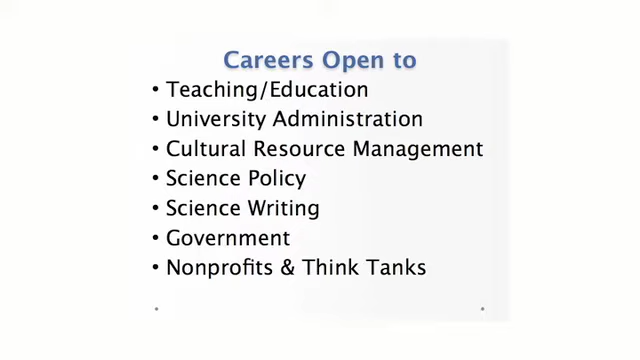 Careers Open to
• Teaching/Education
• University Administration
• Cultural Resource Management
• Science Policy
• Science Writing
• Government
• Nonprofits & Think Tanks